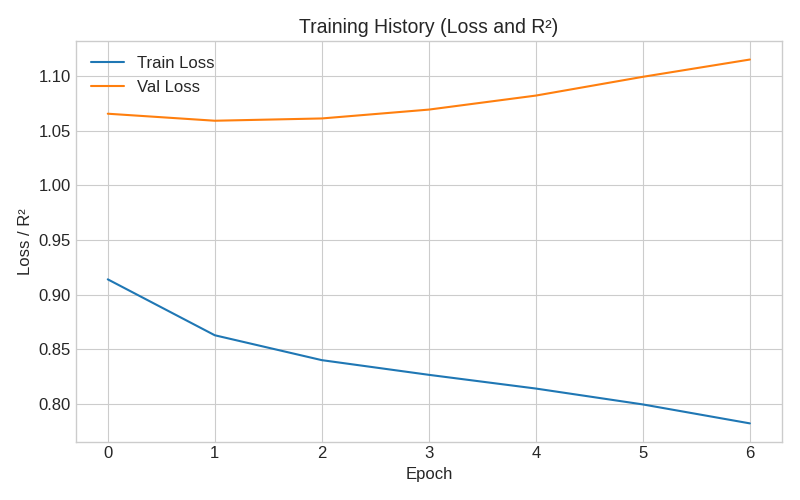 Training History (Loss and R²)
Train Loss
Val Loss
1.10
1.05
1.00
0.95
0.90
0.85
0.80
Loss / R²
0 1 2 3 4 5 6
Epoch